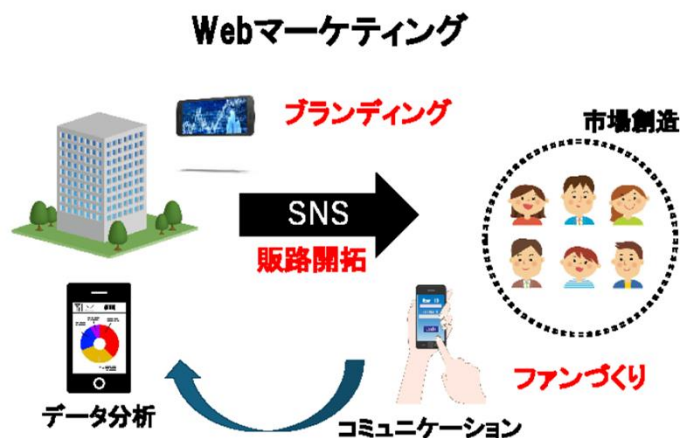 Webマーケティング
ブランディング
市場創造
SNS
販路開拓
ファンづくり
データ分析
コミュニケーション